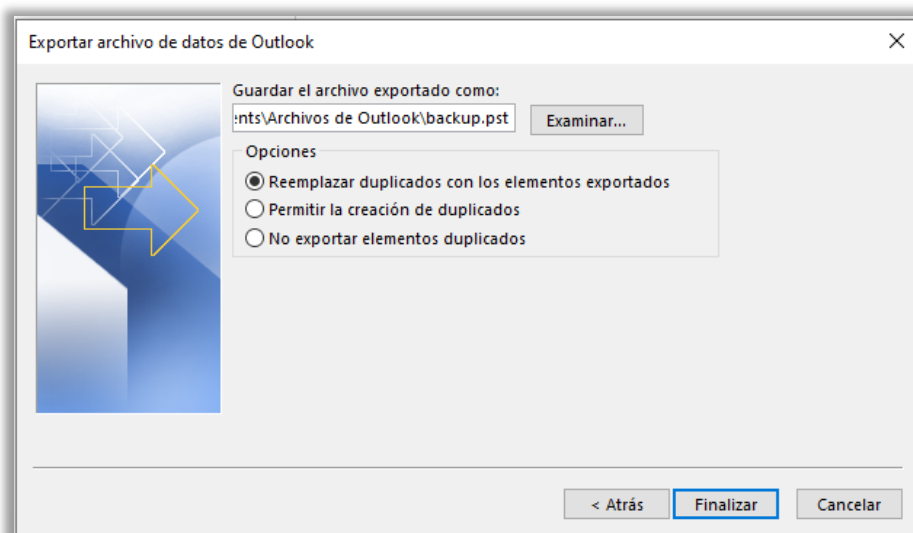 Exportar archivo de datos de Outlook
Guardar el archivo exportado como:
nts\Archivos de Outlook\backup.pst
Examinar...
Opciones
Reemplazar duplicados con los elementos exportados
Permitir la creación de duplicados
No exportar elementos duplicados
< Atrás
Finalizar
Cancelar